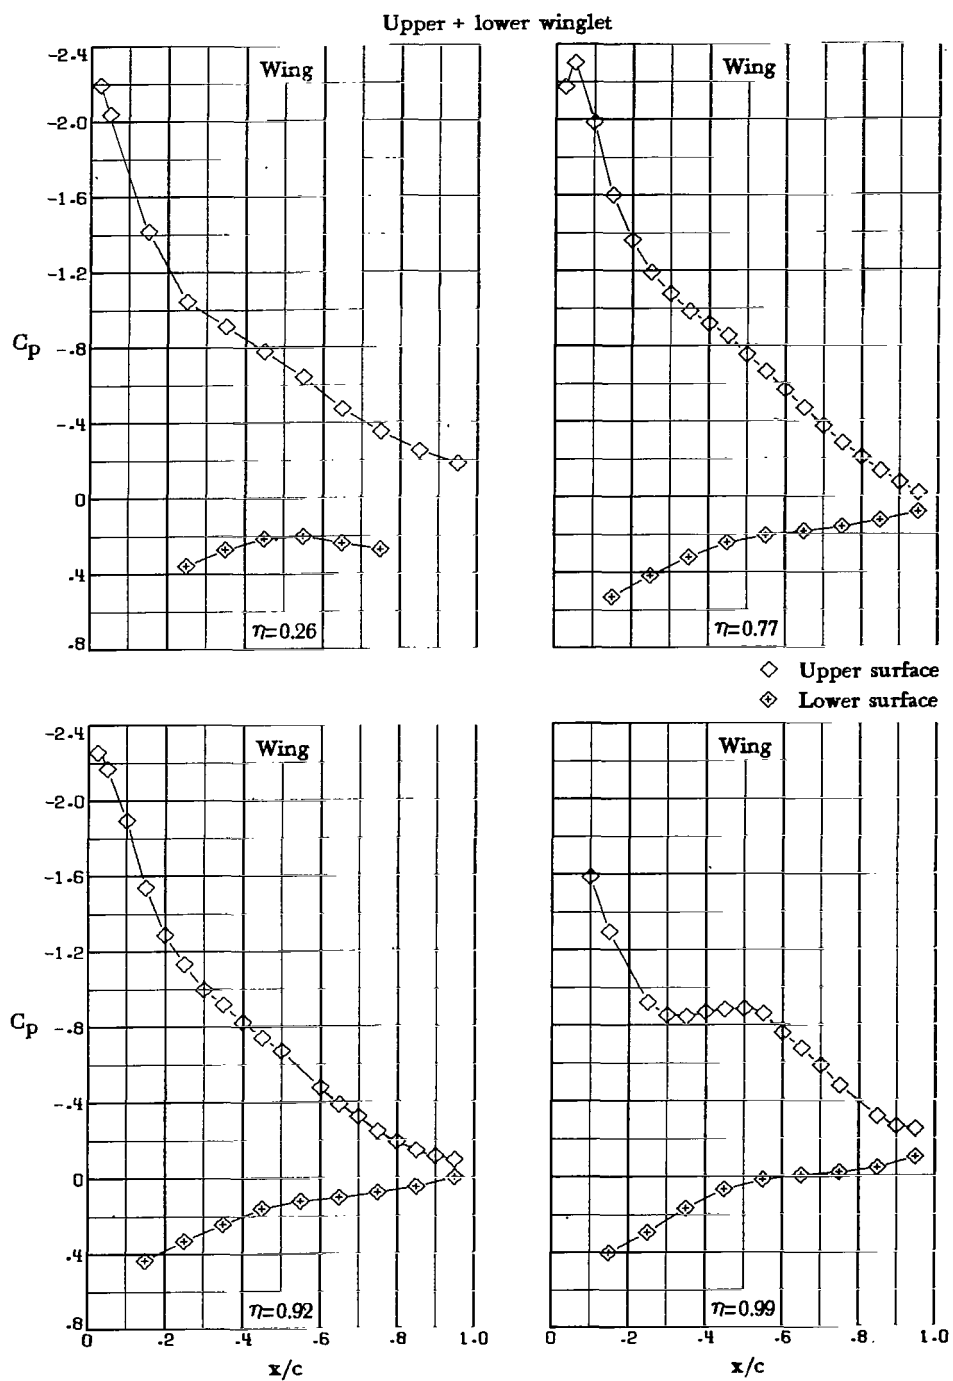 Upper + lower winglet
-2.4
Wing
Wing
-2.0
-1.6
-1.2
Cp
-.8
-.4
0
.4
.8
η=0.26
η=0.77
Upper surface
Lower surface
-2.4
Wing
Wing
-2.0
-1.6
-1.2
Cp
-.8
-.4
0
.4
.8
η=0.92
η=0.99
0 .2 .4 .6 .8 1.0
0 .2 .4 .6 .8 1.0
x/c
x/c